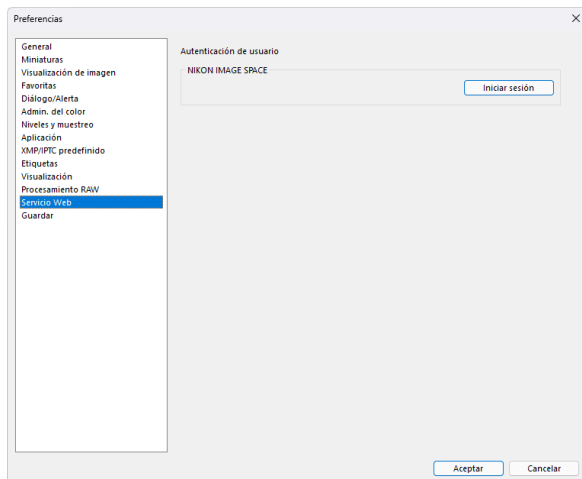 Preferencias
General
Miniaturas
Visualización de imagen
Favoritas
Diálogo/Alerta
Admin. del color
Niveles y muestreo
Aplicación
XMP/IPTC predefinido
Etiquetas
Visualización
Procesamiento RAW
Servicio Web
Guardar
Autenticación de usuario
NIKON IMAGE SPACE
Iniciar sesión
Aceptar
Cancelar